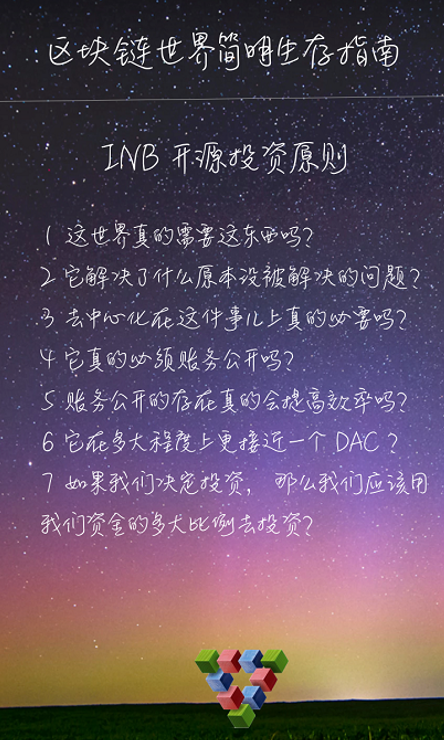 区块链世界简明生存指南
INB 开源投资原则
1 这世界真的需要这东西吗?
2 它解决了什么原本没被解决的问题?
3 去中心化在这件事儿上真的必要吗?
4 它真的必须账务公开吗?
5 账务公开的存在真的会提高效率吗?
6 它在多大程度上更接近一个 DAC ?
7 如果我们决定投资, 那么我们应该用
我们资金的多大比例去投资?